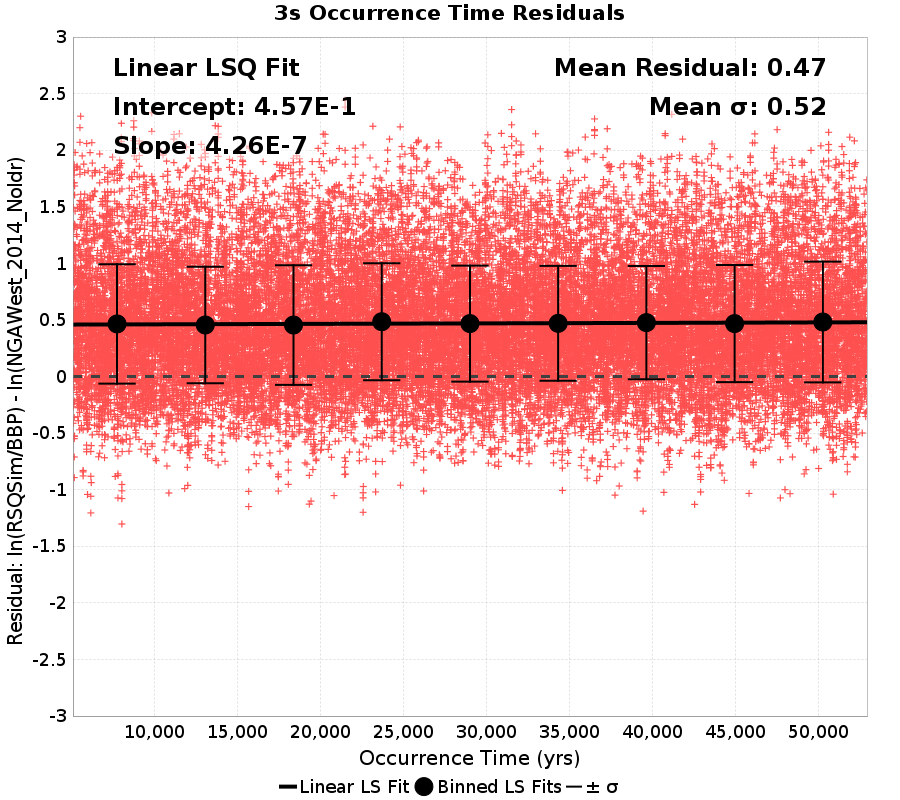 3s Occurrence Time Residuals
Linear LSQ Fit
Intercept: 4.57E-1
Slope: 4.26E-7
Mean Residual: 0.47
Mean σ: 0.52
Residual: ln(RSQSim/BBP) - ln(NGAWest_2014_NoIdr)
3
2.5
2
1.5
1
0.5
0
-0.5
-1
-1.5
-2
-2.5
-3
10,000 15,000 20,000 25,000 30,000 35,000 40,000 45,000 50,000
Occurrence Time (yrs)
Linear LS Fit Binned LS Fits ± σ